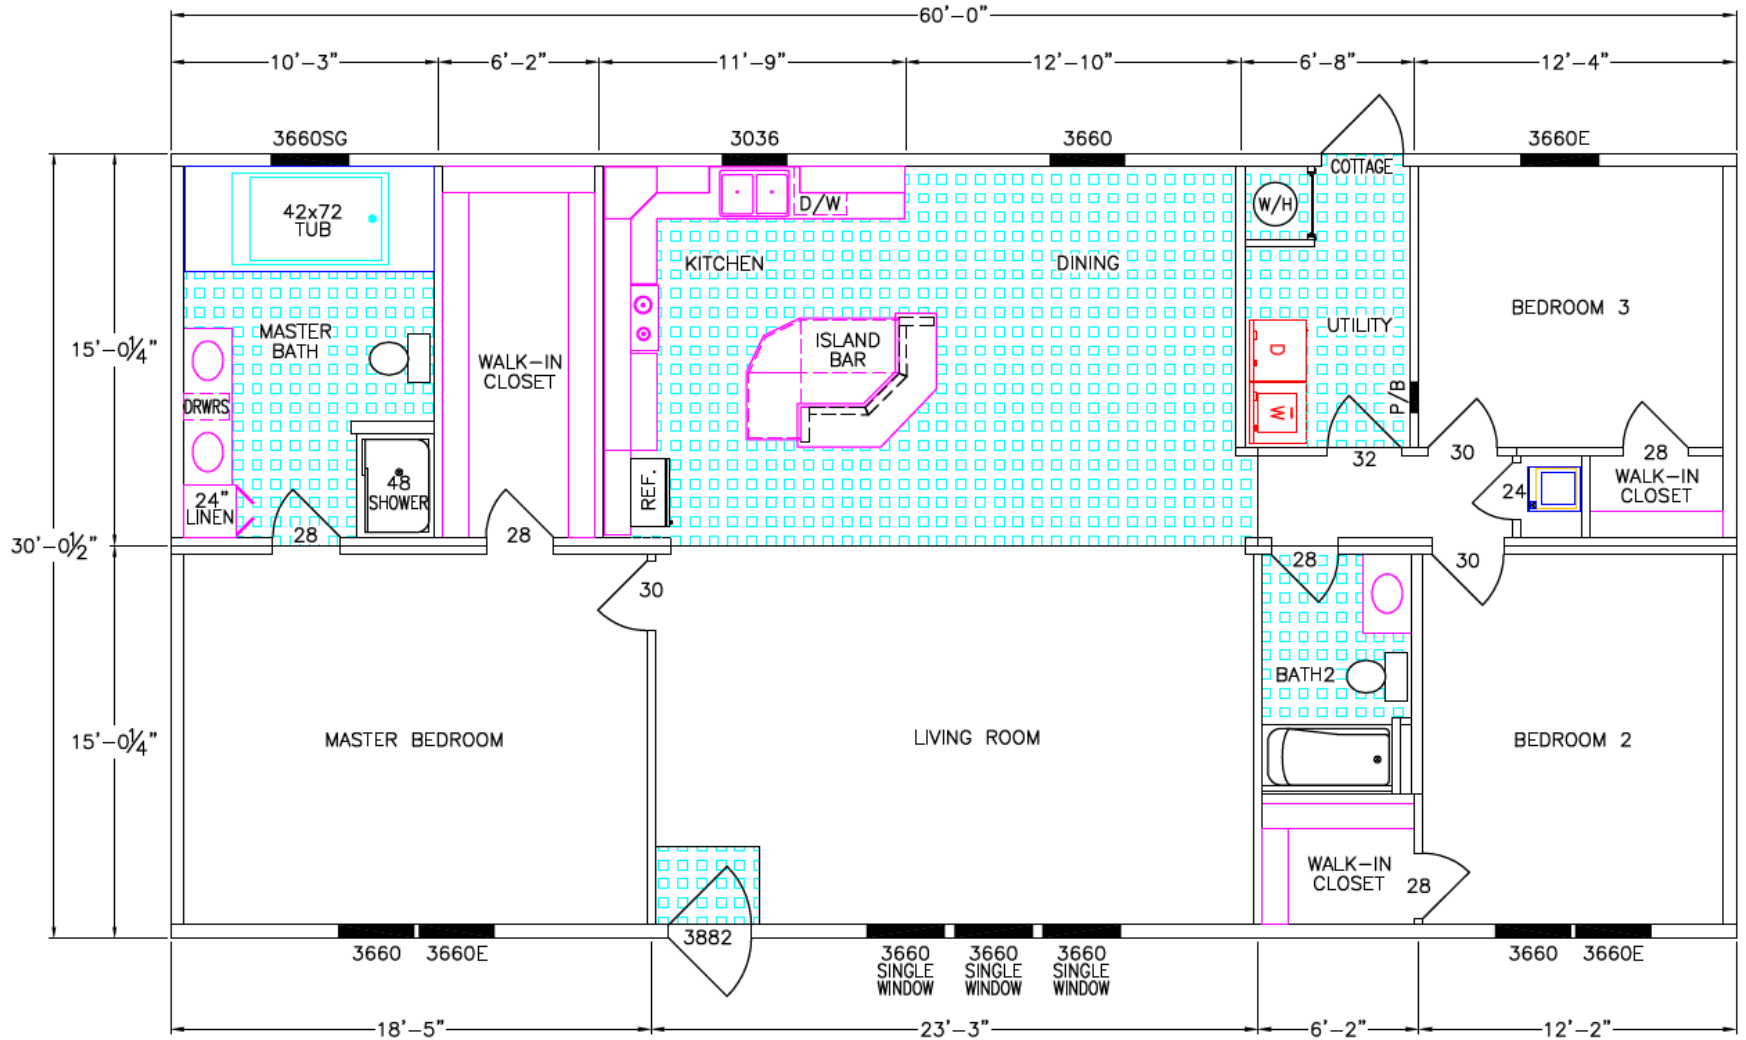 60'-0"
10'-3" 6'-2" 11'-9" 12'-10" 6'-8" 12'-4"
3660SG 3036 3660 3660E
COTTAGE
42x72
TUB
D/W
W/H
KITCHEN
DINING
BEDROOM 3
MASTER
BATH
UTILITY
ISLAND
BAR
15'-0¼"
WALK-IN
CLOSET
D
P/B
DRWRS
W
32
30
28
48
SHOWER
REF.
24
WALK-IN
CLOSET
24"
LINEN
28
28
30'-0½"
28
30
30
BATH2
15'-0¼"
MASTER BEDROOM
LIVING ROOM
BEDROOM 2
WALK-IN
CLOSET
28
3882
3660 3660E
3660
SINGLE
WINDOW
3660
SINGLE
WINDOW
3660
SINGLE
WINDOW
3660 3660E
18'-5" 23'-3" 6'-2" 12'-2"